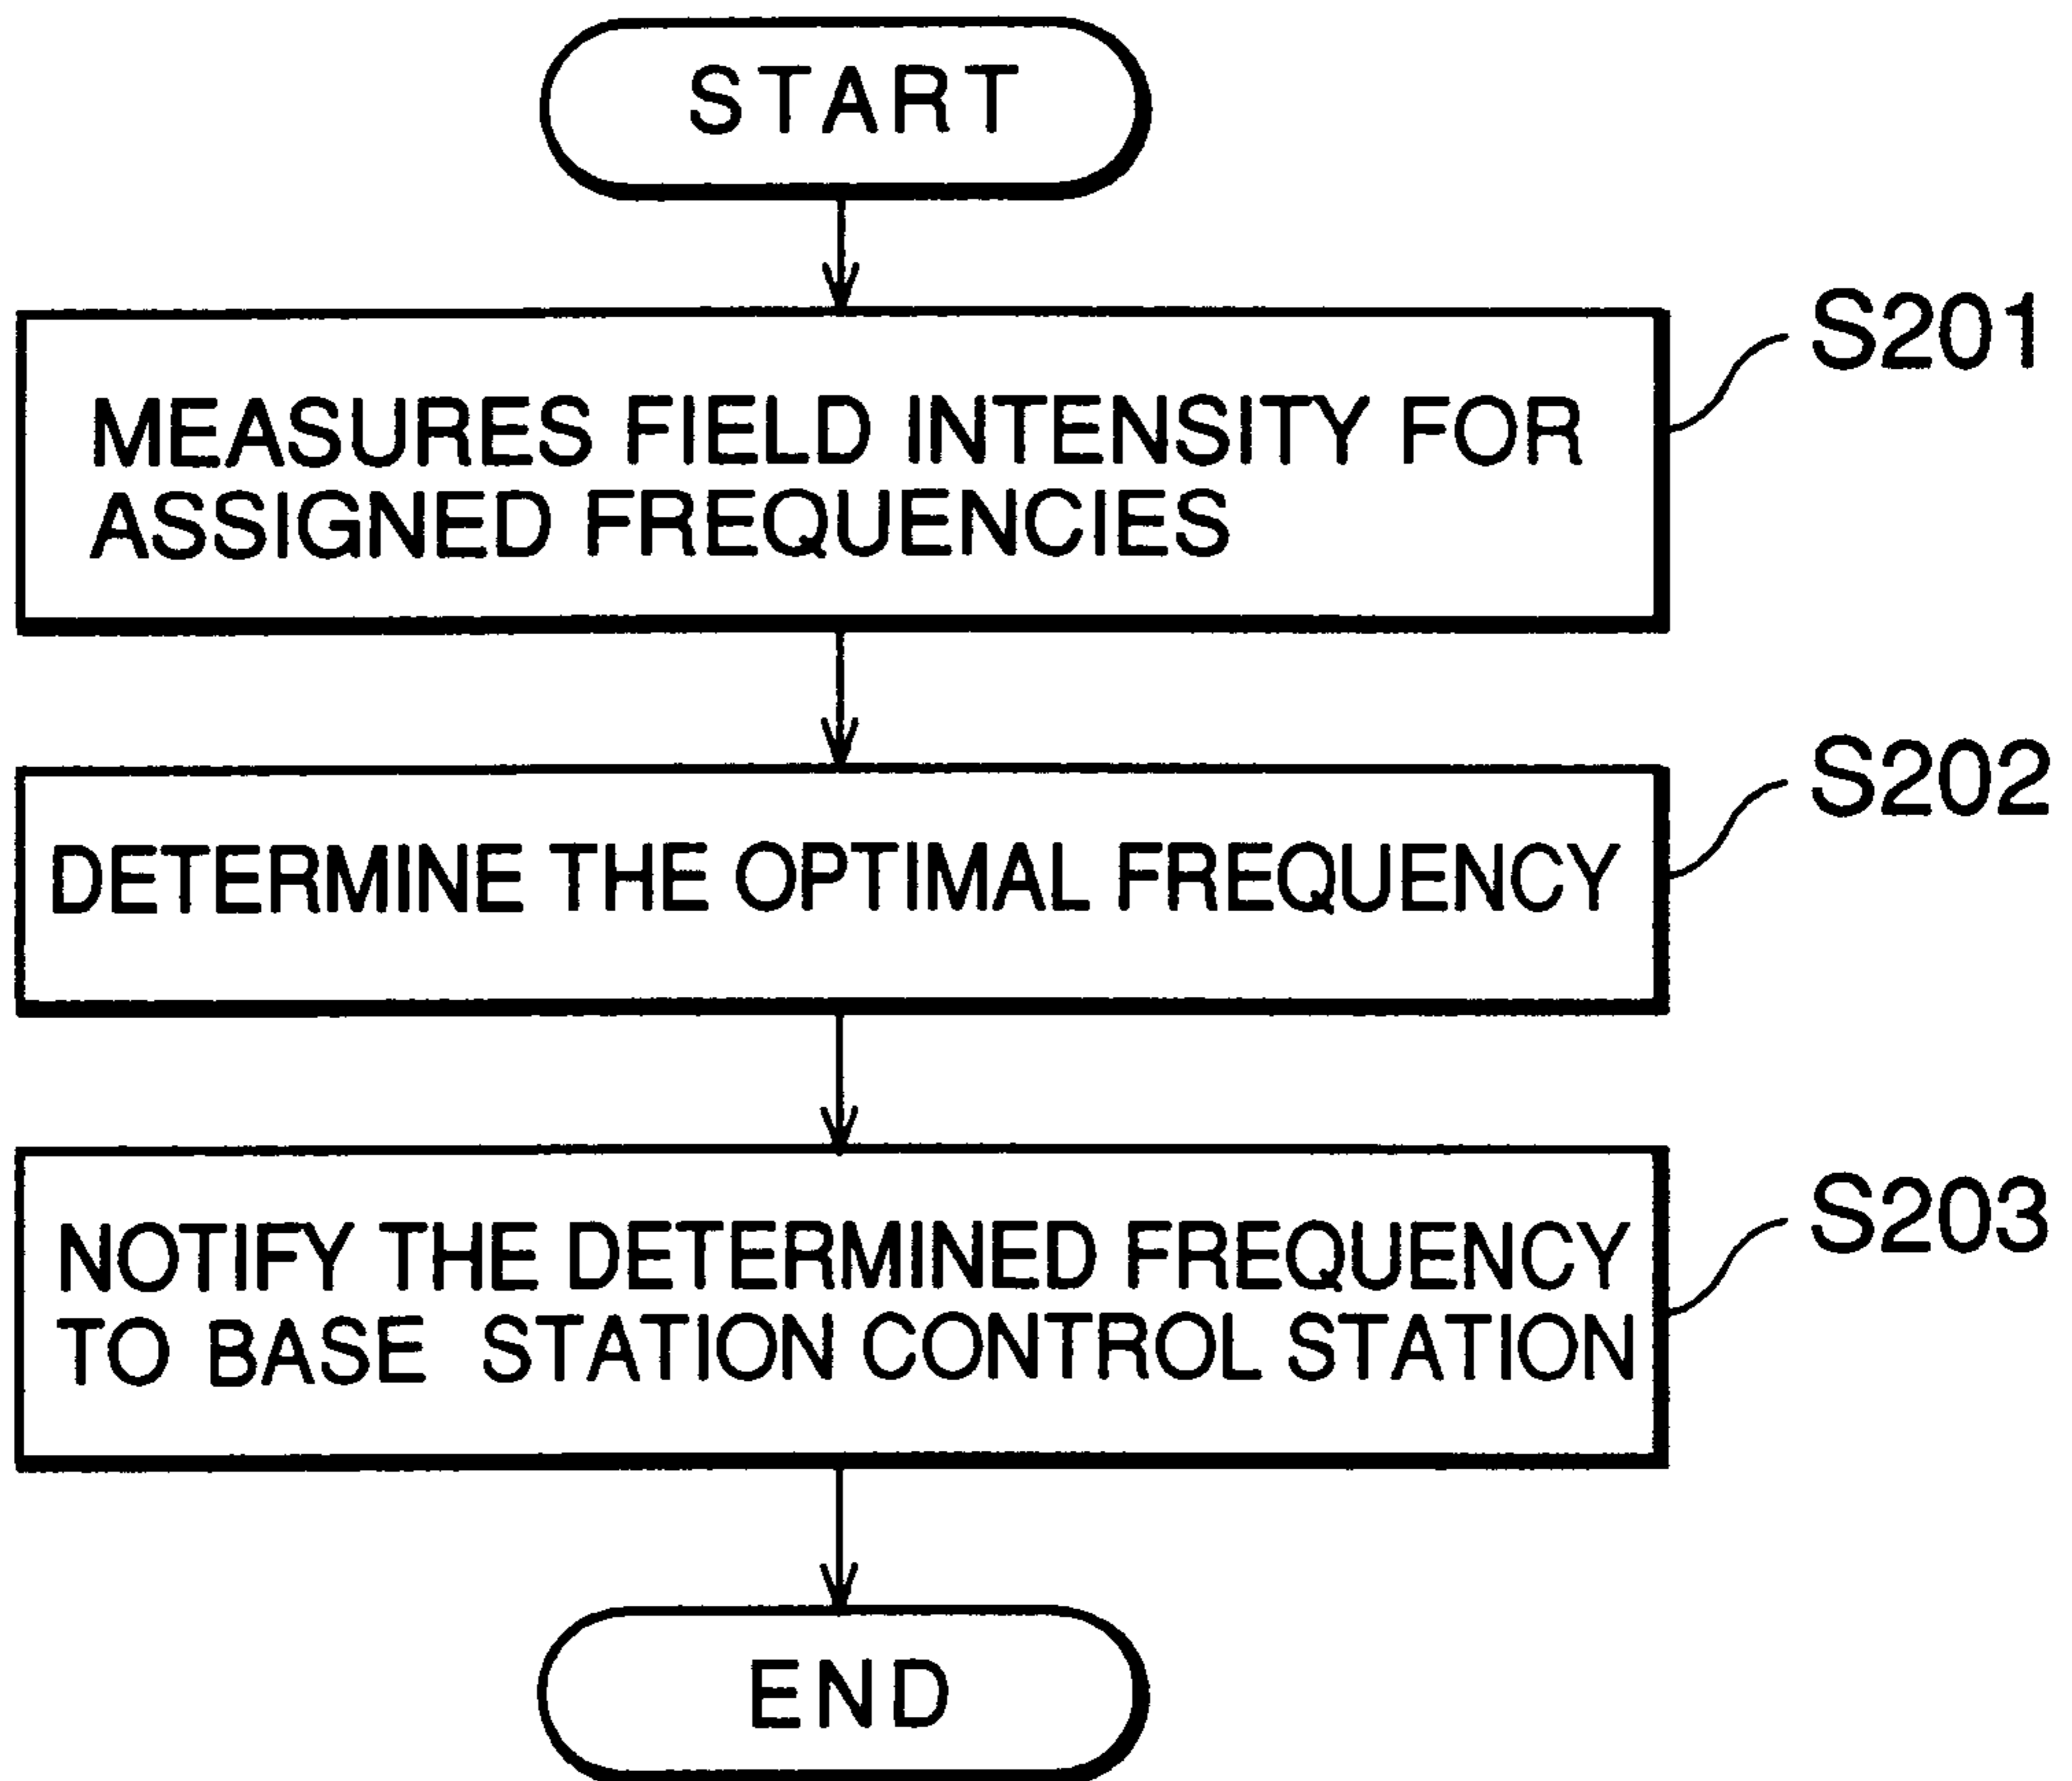 START
S201
MEASURES FIELD INTENSITY FOR
ASSIGNED FREQUENCIES
S202
DETERMINE THE OPTIMAL FREQUENCY
S203
NOTIFY THE DETERMINED FREQUENCY
TO BASE STATION CONTROL STATION
END